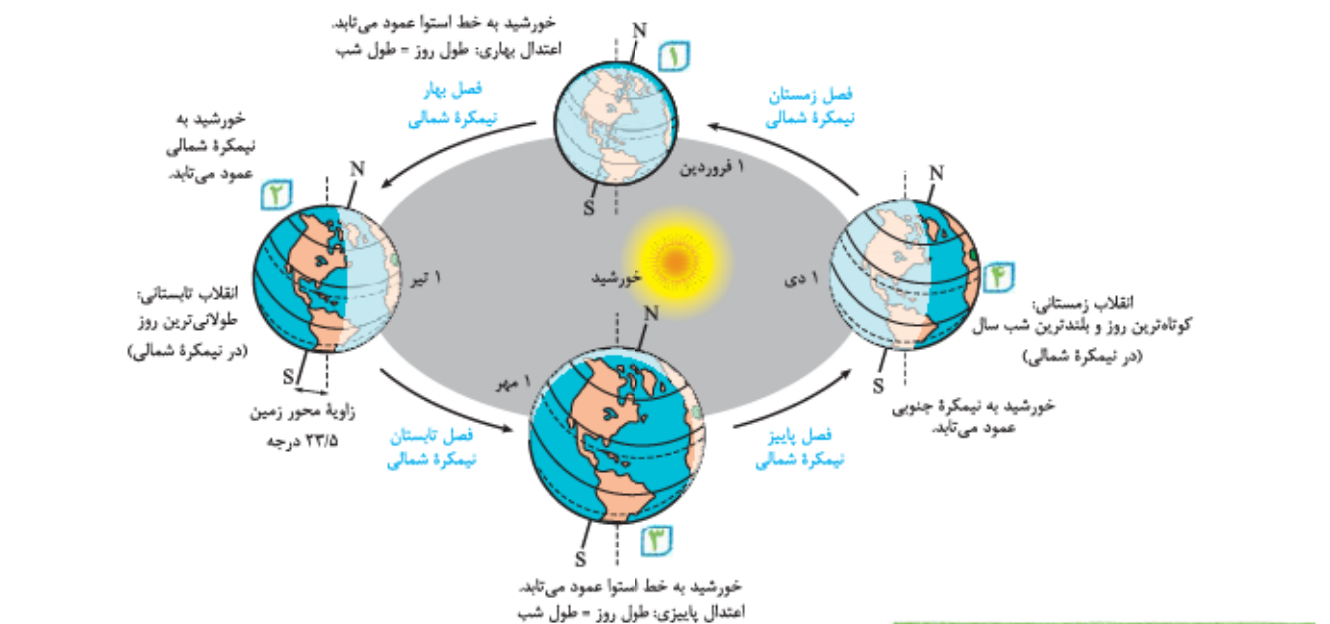 خورشید به خط استوا عمود می‌تابد.
اعتدال بهاری: طول روز = طول شب
N
۱
فصل زمستان
نیمکرهٔ شمالی
فصل بهار
نیمکرهٔ شمالی
خورشید به
نیمکرهٔ شمالی
عمود می‌تابد.
۱ فروردین
S
N
۲
N
۴
۱ تیر
خورشید
۱ دی
انقلاب تابستانی:
طولانی‌ترین روز
(در نیمکرهٔ شمالی)
انقلاب زمستانی:
کوتاه‌ترین روز و بلندترین شب سال
(در نیمکرهٔ شمالی)
S
زاویهٔ محور زمین
۲۳/۵ درجه
N
۱ مهر
S
خورشید به نیمکرهٔ جنوبی
عمود می‌تابد.
فصل تابستان
نیمکرهٔ شمالی
فصل پاییز
نیمکرهٔ شمالی
۳
S
خورشید به خط استوا عمود می‌تابد.
اعتدال پاییزی: طول روز = طول شب